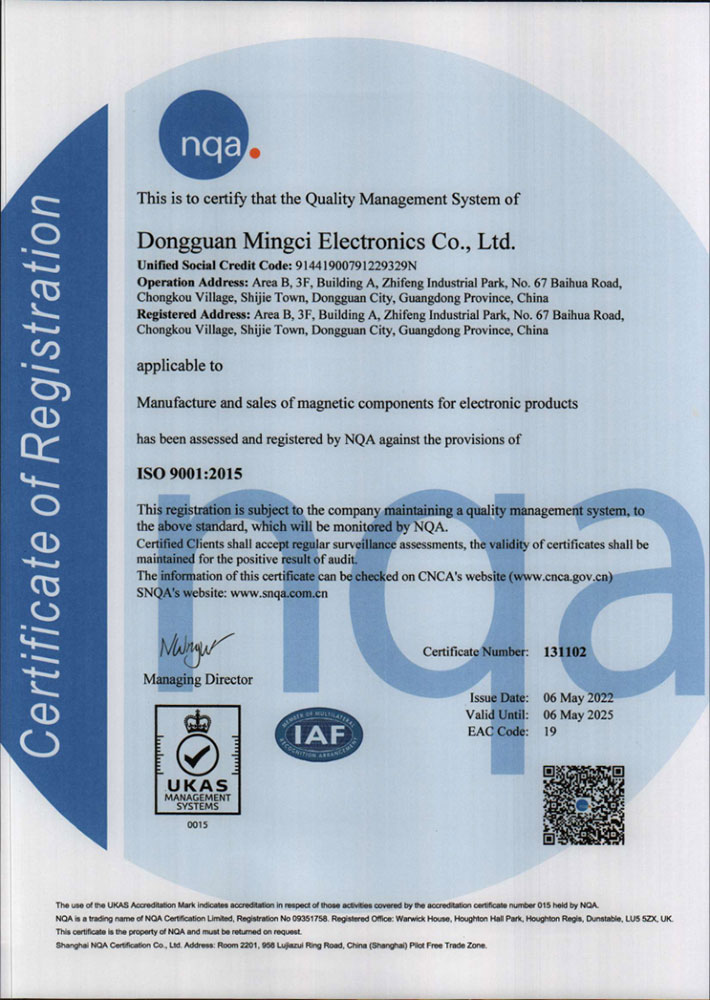 Certificate of Registration
nqa.
This is to certify that the Quality Management System of
Dongguan Mingci Electronics Co., Ltd.
Unified Social Credit Code: 91441900791229329N
Operation Address: Area B, 3F, Building A, Zhifeng Industrial Park, No. 67 Baihua Road,
Chongkou Village, Shijie Town, Dongguan City, Guangdong Province, China
Registered Address: Area B, 3F, Building A, Zhifeng Industrial Park, No. 67 Baihua Road,
Chongkou Village, Shijie Town, Dongguan City, Guangdong Province, China
applicable to
Manufacture and sales of magnetic components for electronic products
has been assessed and registered by NQA against the provisions of
ISO 9001:2015
nqa
This registration is subject to the company maintaining a quality management system, to
the above standard, which will be monitored by NQA.
Certified Clients shall accept regular surveillance assessments, the validity of certificates shall be
maintained for the positive result of audit.
The information of this certificate can be checked on CNCA's website (www.cnca.gov.cn)
SNQA's website: www.snqa.com.cn
Managing Director
Certificate Number: 131102
Issue Date: 06 May 2022
Valid Until: 06 May 2025
EAC Code: 19
UKAS
MANAGEMENT
SYSTEMS
0015
MEMBER OF MULTILATERAL
IAF
RECOGNITION ARRANGEMENT
The use of the UKAS Accreditation Mark indicates accreditation in respect of those activities covered by the accreditation certificate number 015 held by NQA.
NQA is a trading name of NQA Certification Limited, Registration No 09351758. Registered Office: Warwick House, Houghton Hall Park, Houghton Regis, Dunstable, LU5 5ZX, UK.
This certificate is the property of NQA and must be returned on request.
Shanghai NQA Certification Co., Ltd. Address: Room 2201, 958 Lujiazui Ring Road, China (Shanghai) Pilot Free Trade Zone.